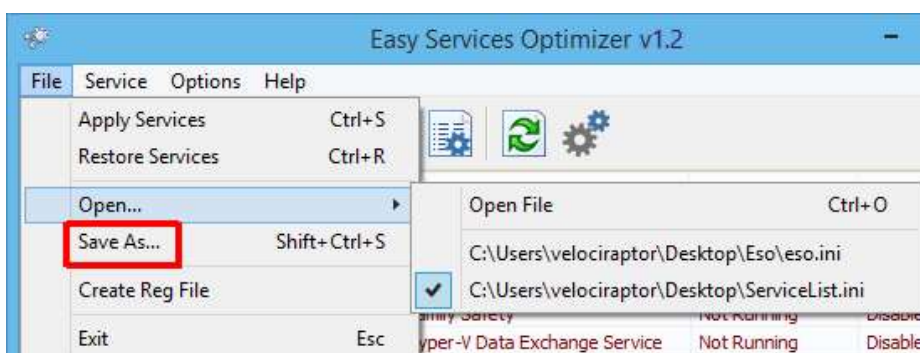 Easy Services Optimizer v1.2
File Service Options Help
Apply Services Ctrl+S
Restore Services Ctrl+R
Open...
Open File Ctrl+O
Save As... Shift+Ctrl+S
C:\Users\velociraptor\Desktop\Eso\eso.ini
Create Reg File
C:\Users\velociraptor\Desktop\ServiceList.ini
Exit Esc
yper-V Data Exchange Service Not Running Disable